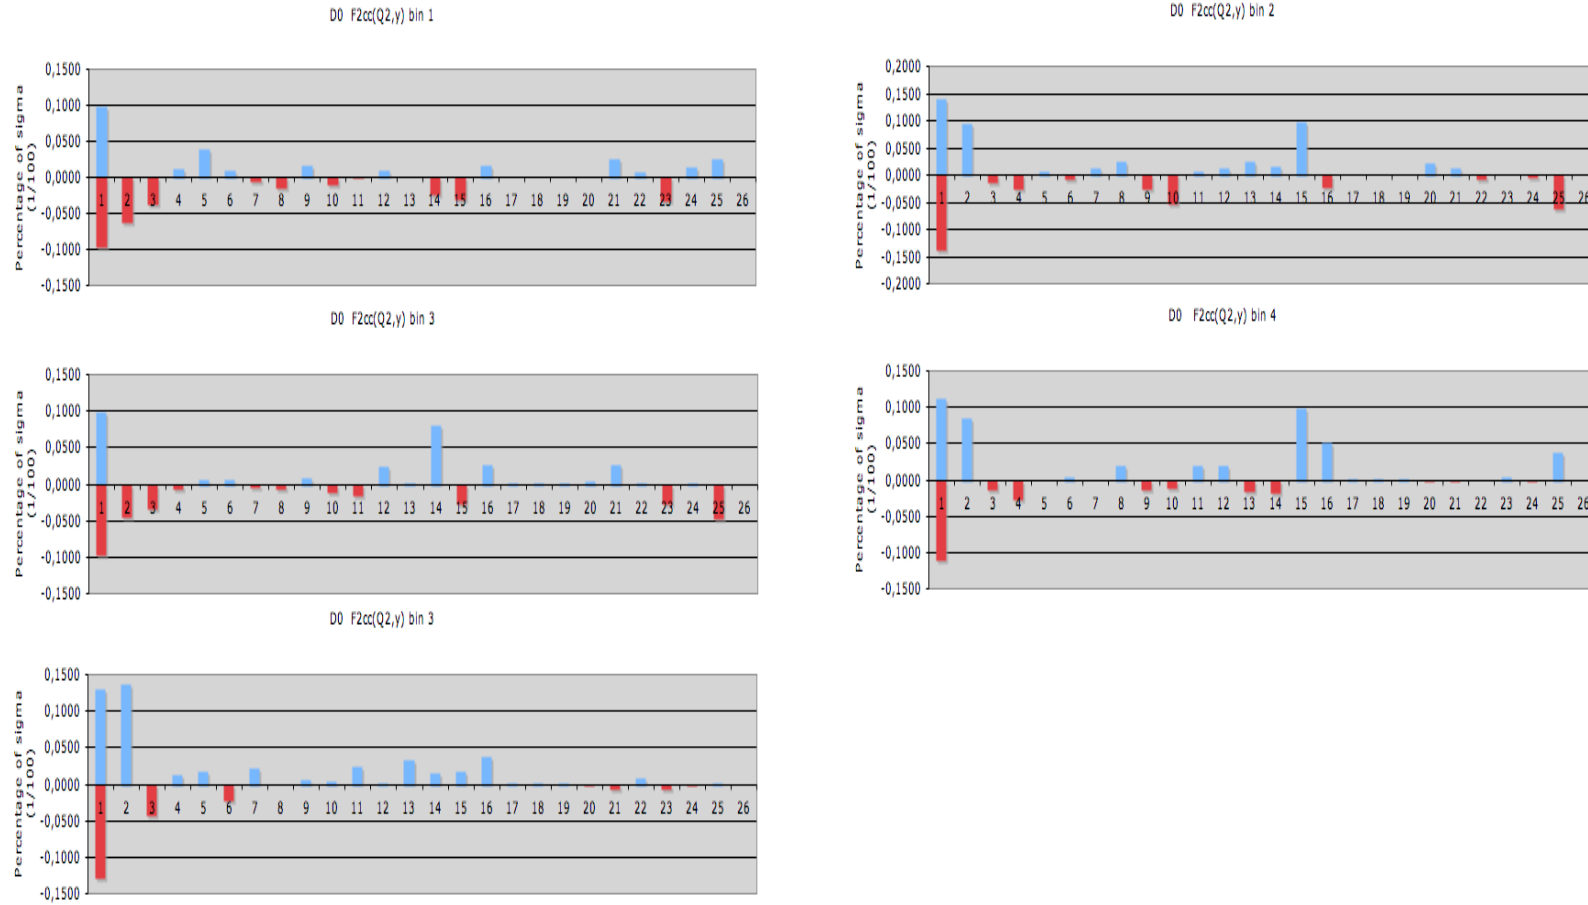 D0 F2cc(Q2,y) bin 1
Percentage of sigma
(1/100)
0,1500
0,1000
0,0500
0,0000
-0,0500
-0,1000
-0,1500
1 2 3 4 5 6 7 8 9 10 11 12 13 14 15 16 17 18 19 20 21 22 23 24 25 26
D0 F2cc(Q2,y) bin 2
Percentage of sigma
(1/100)
0,2000
0,1500
0,1000
0,0500
0,0000
-0,0500
-0,1000
-0,1500
-0,2000
1 2 3 4 5 6 7 8 9 10 11 12 13 14 15 16 17 18 19 20 21 22 23 24 25 26
D0 F2cc(Q2,y) bin 3
Percentage of sigma
(1/100)
0,1500
0,1000
0,0500
0,0000
-0,0500
-0,1000
-0,1500
1 2 3 4 5 6 7 8 9 10 11 12 13 14 15 16 17 18 19 20 21 22 23 24 25 26
D0 F2cc(Q2,y) bin 4
Percentage of sigma
(1/100)
0,1500
0,1000
0,0500
0,0000
-0,0500
-0,1000
-0,1500
1 2 3 4 5 6 7 8 9 10 11 12 13 14 15 16 17 18 19 20 21 22 23 24 25 26
D0 F2cc(Q2,y) bin 3
Percentage of sigma
(1/100)
0,1500
0,1000
0,0500
0,0000
-0,0500
-0,1000
-0,1500
1 2 3 4 5 6 7 8 9 10 11 12 13 14 15 16 17 18 19 20 21 22 23 24 25 26